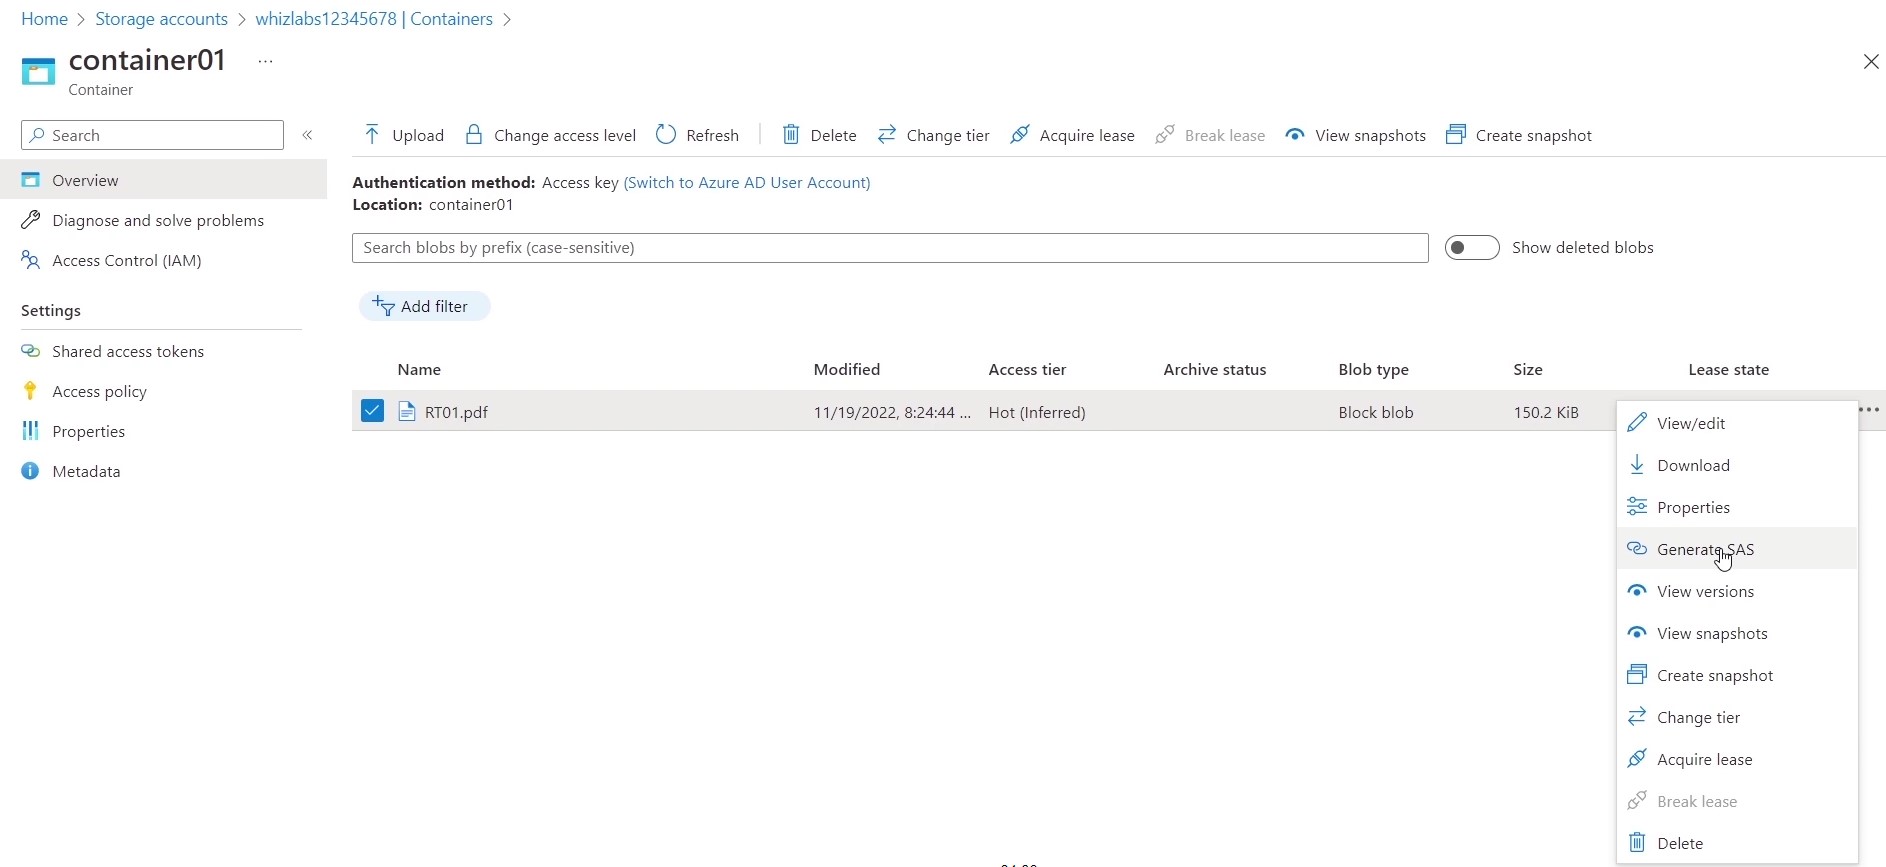 Home > Storage accounts > whizlabs12345678 | Containers >
container01 ...
Container
Search «
Upload Change access level Refresh Delete Change tier Acquire lease Break lease View snapshots Create snapshot
Overview
Diagnose and solve problems
Access Control (IAM)
Settings
Shared access tokens
Access policy
Properties
Metadata
Authentication method: Access key (Switch to Azure AD User Account)
Location: container01
Search blobs by prefix (case-sensitive) Show deleted blobs
Add filter
Name Modified Access tier Archive status Blob type Size Lease state
RT01.pdf 11/19/2022, 8:24:44 ... Hot (Inferred) Block blob 150.2 KiB ...
View/edit
Download
Properties
Generate SAS
View versions
View snapshots
Create snapshot
Change tier
Acquire lease
Break lease
Delete